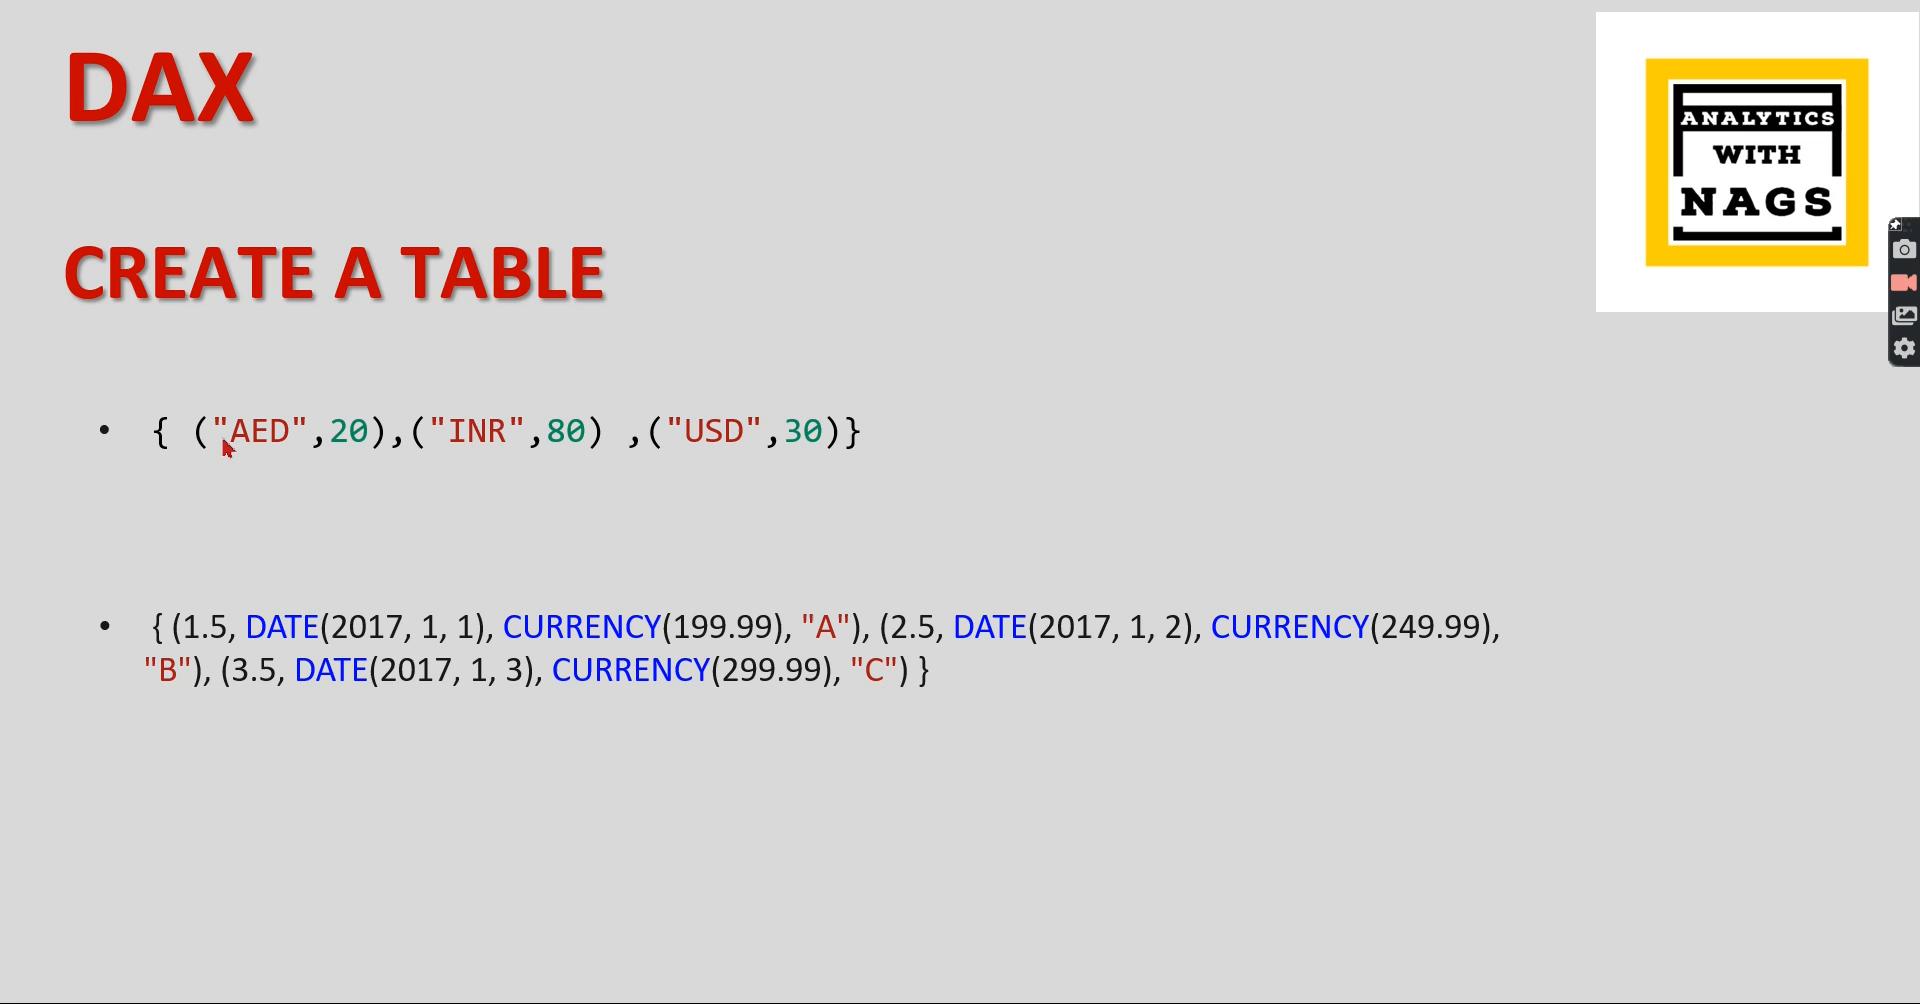 DAX
ANALYTICS
WITH
NAGS
CREATE A TABLE
• { ("AED",20),("INR",80) ,("USD",30)}
• { (1.5, DATE(2017, 1, 1), CURRENCY(199.99), "A"), (2.5, DATE(2017, 1, 2), CURRENCY(249.99),
"B"), (3.5, DATE(2017, 1, 3), CURRENCY(299.99), "C") }